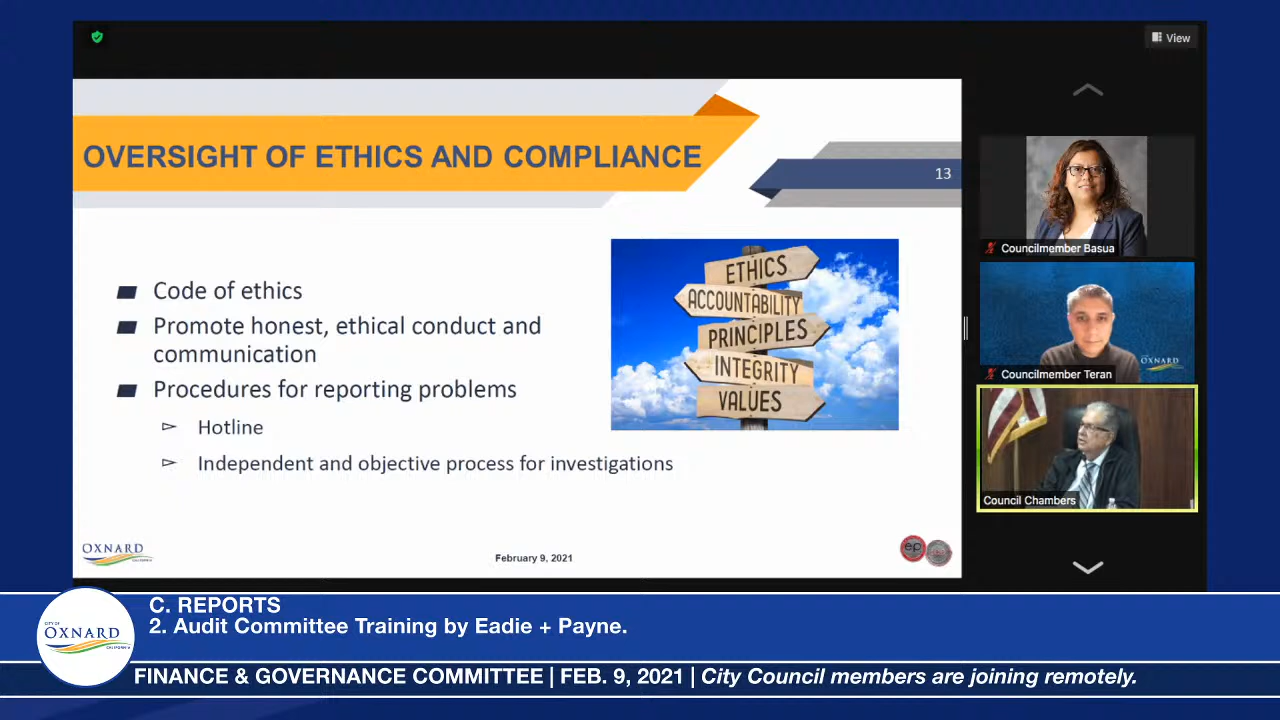 View
OVERSIGHT OF ETHICS AND COMPLIANCE
13
Code of ethics
Promote honest, ethical conduct and
communication
Procedures for reporting problems
Hotline
Independent and objective process for investigations
ETHICS
ACCOUNTABILITY
PRINCIPLES
INTEGRITY
VALUES
OXNARD
CALIFORNIA
February 9, 2021
ep
Councilmember Basua
OXNARD
Councilmember Teran
Council Chambers
CITY OF
OXNARD
CALIFORNIA
C. REPORTS
2. Audit Committee Training by Eadie + Payne.
FINANCE & GOVERNANCE COMMITTEE | FEB. 9, 2021 | City Council members are joining remotely.